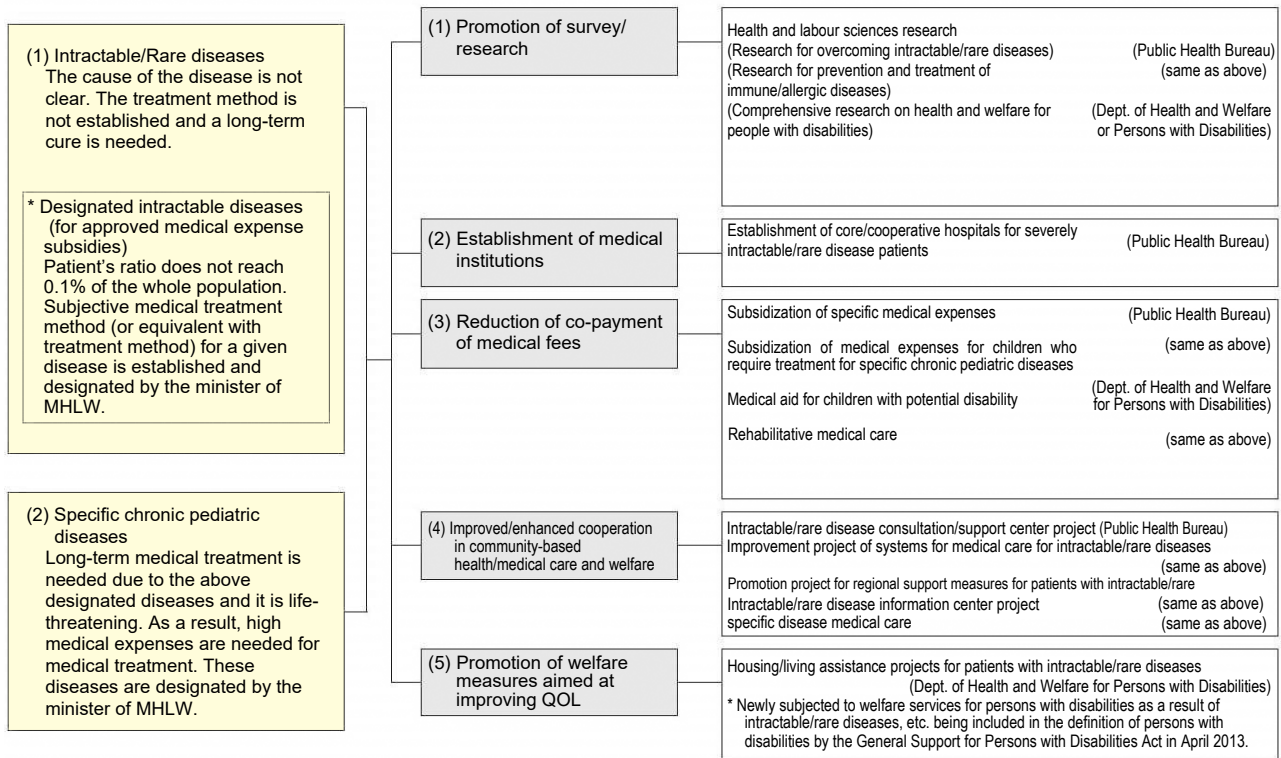 (1) Intractable/Rare diseases
The cause of the disease is not
clear. The treatment method is
not established and a long-term
cure is needed.
* Designated intractable diseases
(for approved medical expense
subsidies)
Patient's ratio does not reach
0.1% of the whole population.
Subjective medical treatment
method (or equivalent with
treatment method) for a given
disease is established and
designated by the minister of
MHLW.
(2) Specific chronic pediatric
diseases
Long-term medical treatment is
needed due to the above
designated diseases and it is life-
threatening. As a result, high
medical expenses are needed for
medical treatment. These
diseases are designated by the
minister of MHLW.
(1) Promotion of survey/
research
Health and labour sciences research
(Research for overcoming intractable/rare diseases) (Public Health Bureau)
(Research for prevention and treatment of (same as above)
immune/allergic diseases)
(Comprehensive research on health and welfare for (Dept. of Health and Welfare
people with disabilities) or Persons with Disabilities)
(2) Establishment of medical
institutions
Establishment of core/cooperative hospitals for severely
intractable/rare disease patients (Public Health Bureau)
(3) Reduction of co-payment
of medical fees
Subsidization of specific medical expenses (Public Health Bureau)
Subsidization of medical expenses for children who (same as above)
require treatment for specific chronic pediatric diseases
Medical aid for children with potential disability (Dept. of Health and Welfare
for Persons with Disabilities)
Rehabilitative medical care (same as above)
(4) Improved/enhanced cooperation
in community-based
health/medical care and welfare
Intractable/rare disease consultation/support center project (Public Health Bureau)
Improvement project of systems for medical care for intractable/rare diseases
(same as above)
Promotion project for regional support measures for patients with intractable/rare
Intractable/rare disease information center project (same as above)
specific disease medical care (same as above)
(5) Promotion of welfare
measures aimed at
improving QOL
Housing/living assistance projects for patients with intractable/rare diseases
(Dept. of Health and Welfare for Persons with Disabilities)
* Newly subjected to welfare services for persons with disabilities as a result of
intractable/rare diseases, etc. being included in the definition of persons with
disabilities by the General Support for Persons with Disabilities Act in April 2013.